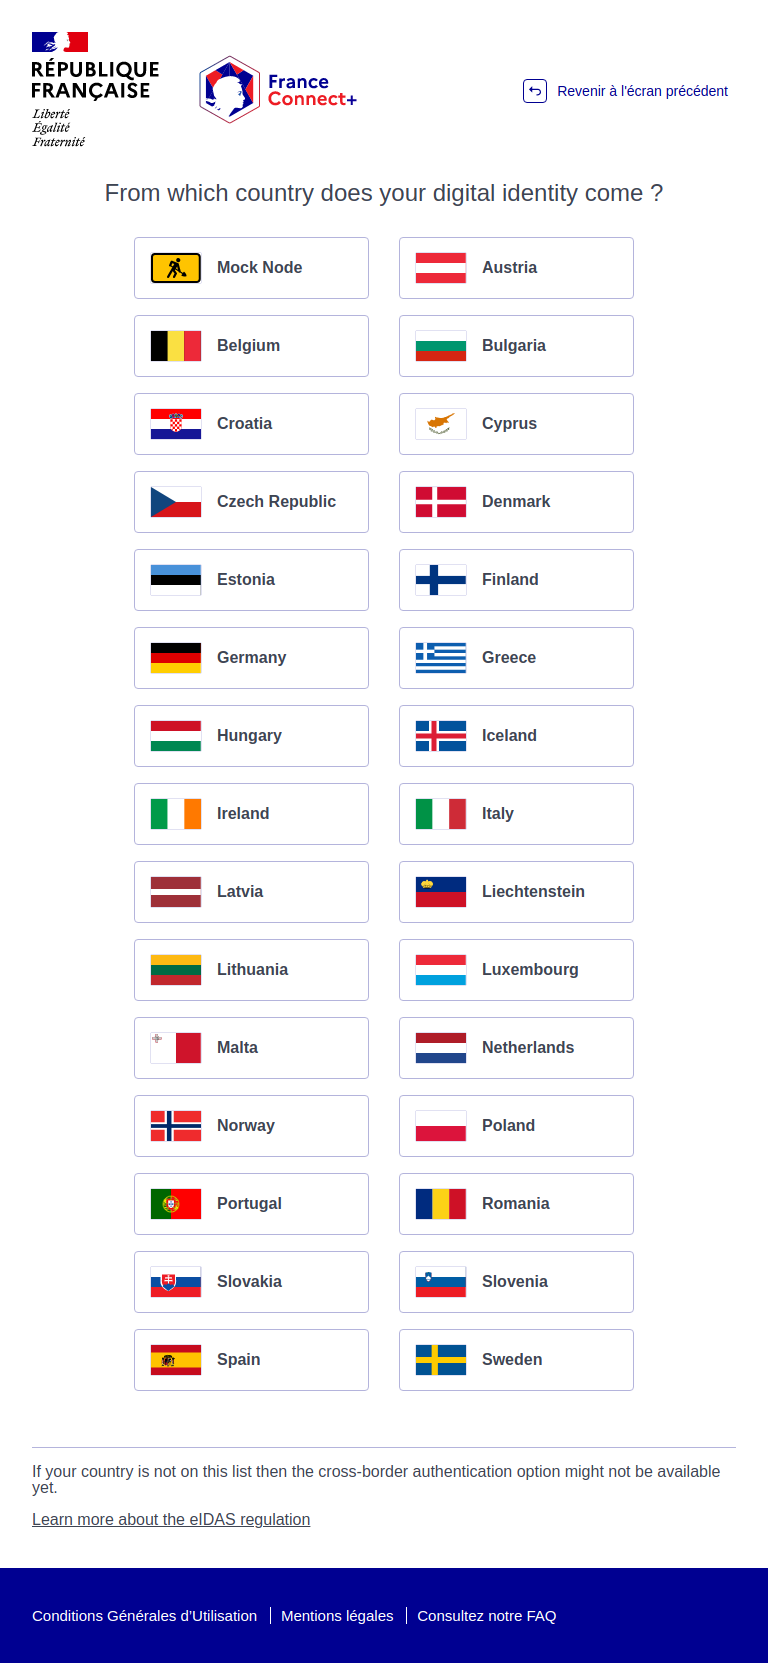 RÉPUBLIQUE
FRANÇAISE
Liberté
Égalité
Fraternité
France
Connect+
Revenir à l'écran précédent
From which country does your digital identity come ?
Mock Node
Austria
Belgium
Bulgaria
Croatia
Cyprus
Czech Republic
Denmark
Estonia
Finland
Germany
Greece
Hungary
Iceland
Ireland
Italy
Latvia
Liechtenstein
Lithuania
Luxembourg
Malta
Netherlands
Norway
Poland
Portugal
Romania
Slovakia
Slovenia
Spain
Sweden
If your country is not on this list then the cross-border authentication option might not be available
yet.
Learn more about the eIDAS regulation
Conditions Générales d'Utilisation Mentions légales Consultez notre FAQ